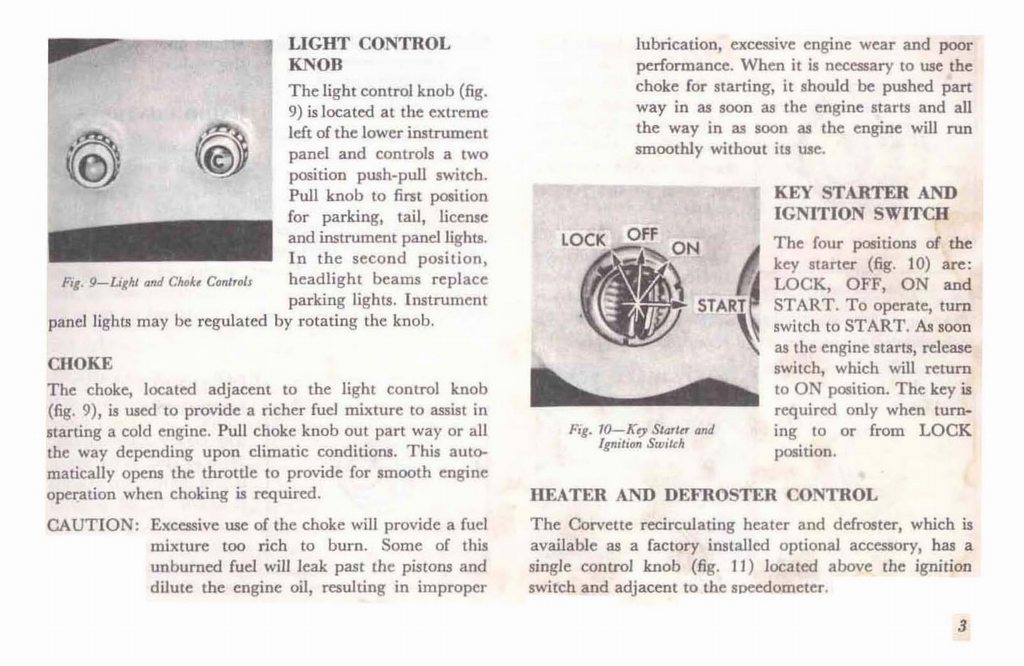 LIGHT CONTROL
KNOB
The light control knob (fig.
9) is located at the extreme
left of the lower instrument
panel and controls a two
position push-pull switch.
Pull knob to first position
for parking, tail, license
and instrument panel lights.
In the second position,
headlight beams replace
parking lights. Instrument
panel lights may be regulated by rotating the knob.
C
Fig. 9—Light and Choke Controls
CHOKE
The choke, located adjacent to the light control knob
(fig. 9), is used to provide a richer fuel mixture to assist in
starting a cold engine. Pull choke knob out part way or all
the way depending upon climatic conditions. This auto-
matically opens the throttle to provide for smooth engine
operation when choking is required.
CAUTION: Excessive use of the choke will provide a fuel
mixture too rich to burn. Some of this
unburned fuel will leak past the pistons and
dilute the engine oil, resulting in improper
lubrication, excessive engine wear and poor
performance. When it is necessary to use the
choke for starting, it should be pushed part
way in as soon as the engine starts and all
the way in as soon as the engine will run
smoothly without its use.
LOCK OFF ON
START
Fig. 10—Key Starter and
Ignition Switch
KEY STARTER AND
IGNITION SWITCH
The four positions of the
key starter (fig. 10) are:
LOCK, OFF, ON and
START. To operate, turn
switch to START. As soon
as the engine starts, release
switch, which will return
to ON position. The key is
required only when turn-
ing to or from LOCK
position.
HEATER AND DEFROSTER CONTROL
The Corvette recirculating heater and defroster, which is
available as a factory installed optional accessory, has a
single control knob (fig. 11) located above the ignition
switch and adjacent to the speedometer.
3